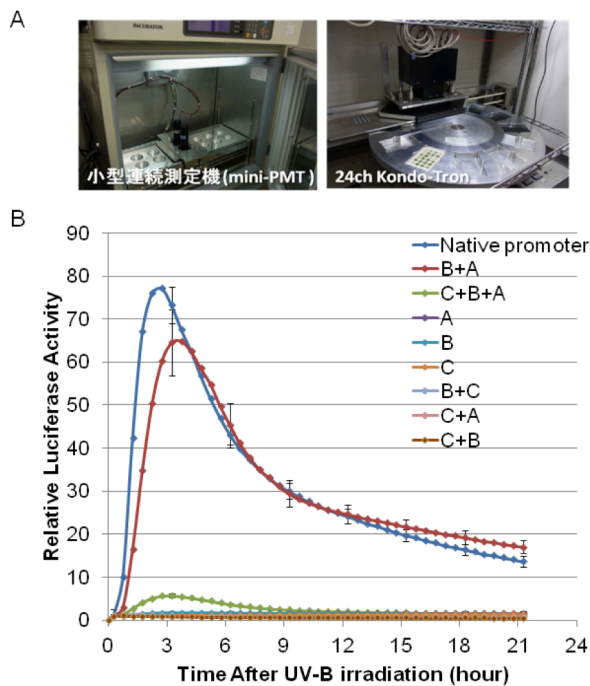 A
INCUBATOR
小型連続測定機(mini-PMT)
24ch Kondo-Tron
B
Relative Luciferase Activity
90
80
70
60
50
40
30
20
10
0
Native promoter
B+A
C+B+A
A
B
C
B+C
C+A
C+B
0 3 6 9 12 15 18 21 24
Time After UV-B irradiation (hour)